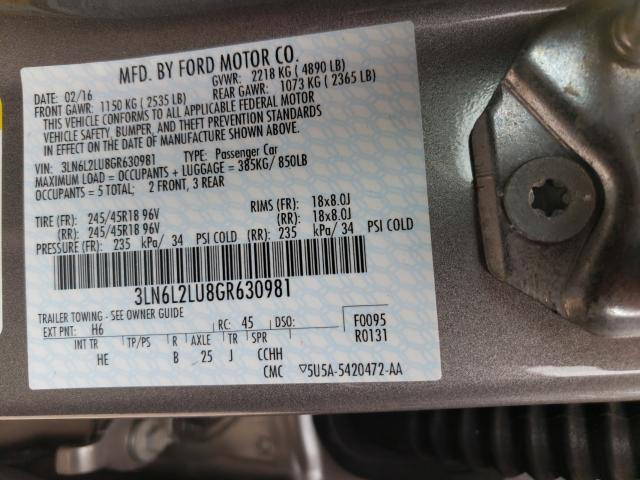 MFD. BY FORD MOTOR CO.
DATE: 02/16 GVWR: 2218 KG ( 4890 LB)
FRONT GAWR: 1150 KG ( 2535 LB) REAR GAWR: 1073 KG ( 2365 LB)
THIS VEHICLE CONFORMS TO ALL APPLICABLE FEDERAL MOTOR
VEHICLE SAFETY, BUMPER, AND THEFT PREVENTION STANDARDS
IN EFFECT ON THE DATE OF MANUFACTURE SHOWN ABOVE.
VIN: 3LN6L2LU8GR630981 TYPE: Passenger Car
MAXIMUM LOAD = OCCUPANTS + LUGGAGE = 385KG/ 850LB
OCCUPANTS = 5 TOTAL; 2 FRONT, 3 REAR
TIRE (FR): 245/45R18 96V RIMS (FR): 18x8.0J
(RR): 245/45R18 96V (RR): 18x8.0J
PRESSURE (FR): 235 kPa/ 34 PSI COLD (RR): 235 kPa/ 34 PSI COLD
3LN6L2LU8GR630981
TRAILER TOWING - SEE OWNER GUIDE
EXT PNT: H6 RC: 45 DSO: F0095
INT TR TP/PS R AXLE TR SPR R0131
HE B 25 J CCHH
CMC ▽5U5A-5420472-AA